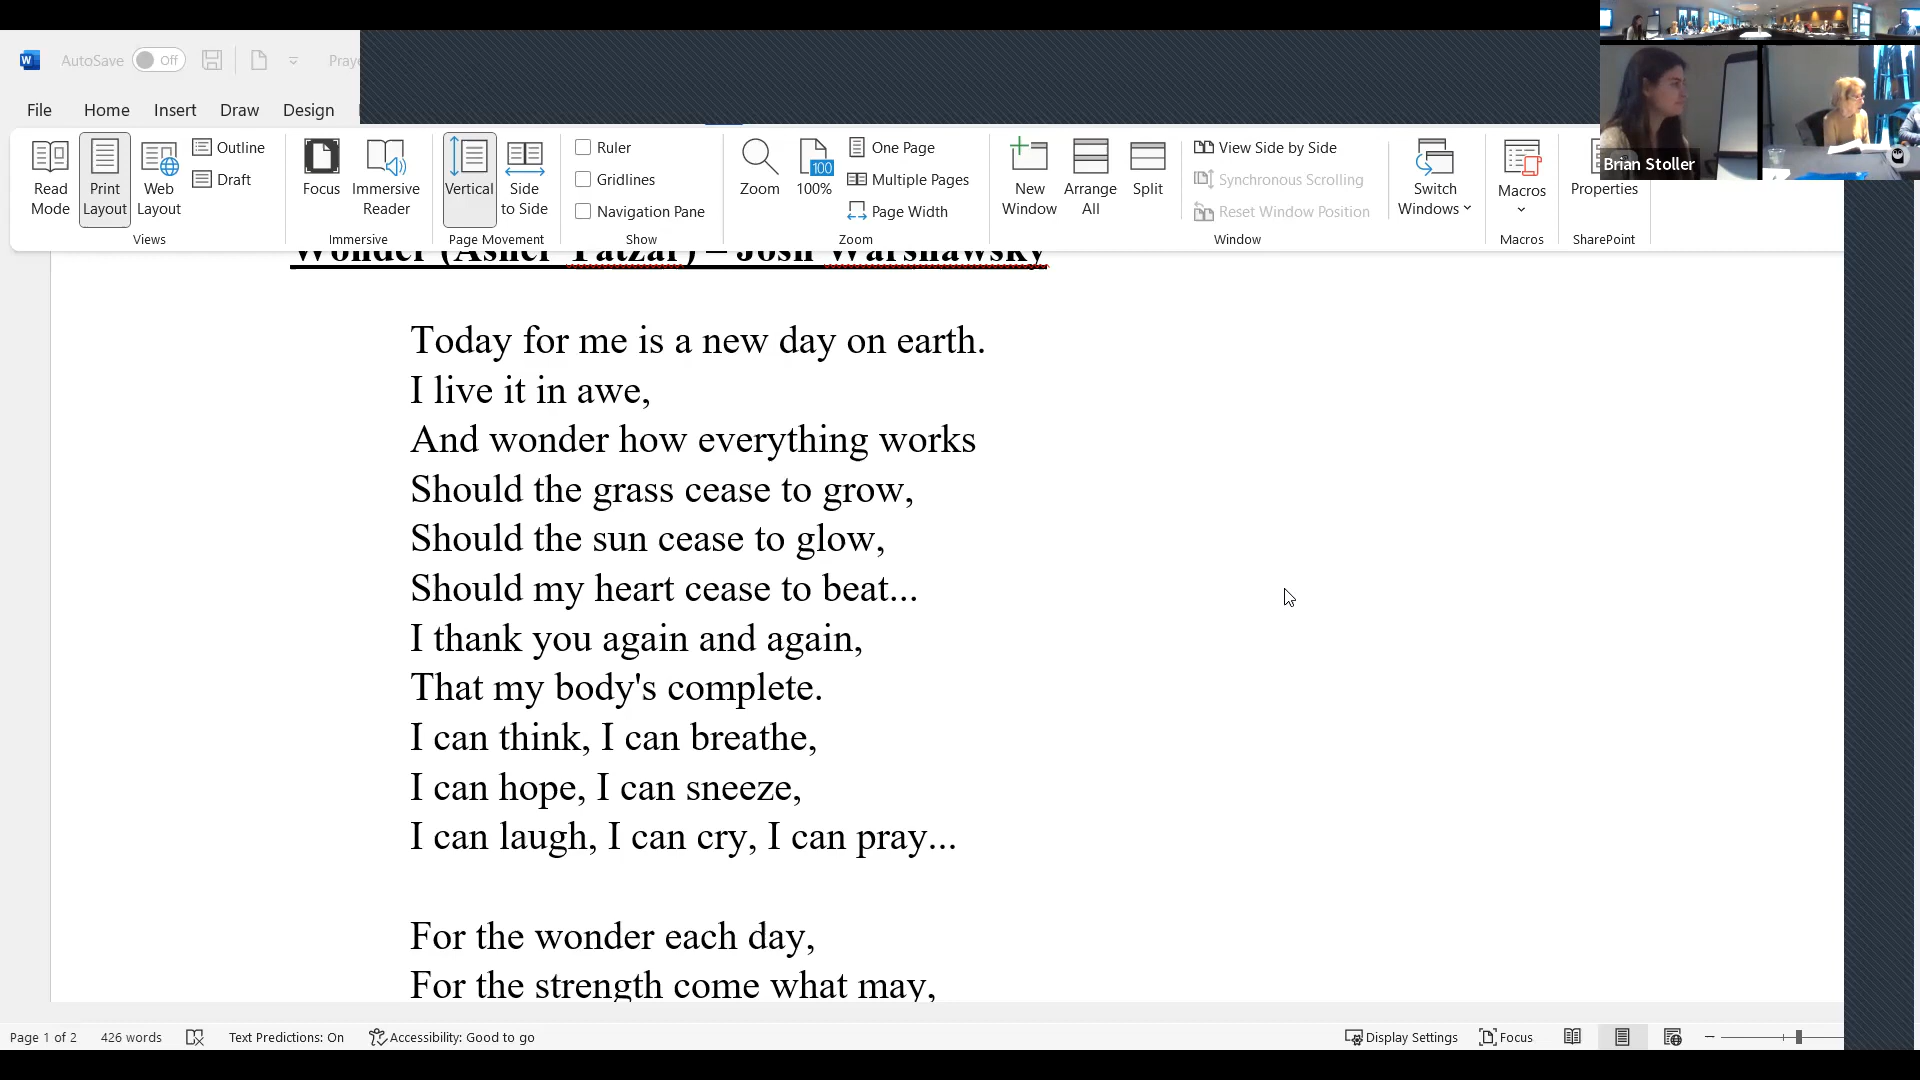 AutoSave Off Praye
File Home Insert Draw Design
Read Mode
Print Layout
Web Layout
Outline
Draft
Views
Focus
Immersive Reader
Immersive
Vertical
Side to Side
Page Movement
Ruler
Gridlines
Navigation Pane
Show
Zoom
100
100%
One Page
Multiple Pages
Page Width
Zoom
New Window
Arrange All
Split
View Side by Side
Synchronous Scrolling
Reset Window Position
Switch Windows
Window
Macros
Macros
Properties
SharePoint
Brian Stoller
Wonder (Asher Yatzar) – Josh Warshawsky
Today for me is a new day on earth.
I live it in awe,
And wonder how everything works
Should the grass cease to grow,
Should the sun cease to glow,
Should my heart cease to beat...
I thank you again and again,
That my body's complete.
I can think, I can breathe,
I can hope, I can sneeze,
I can laugh, I can cry, I can pray...
For the wonder each day,
For the strength come what may,
Page 1 of 2 426 words Text Predictions: On Accessibility: Good to go Display Settings Focus